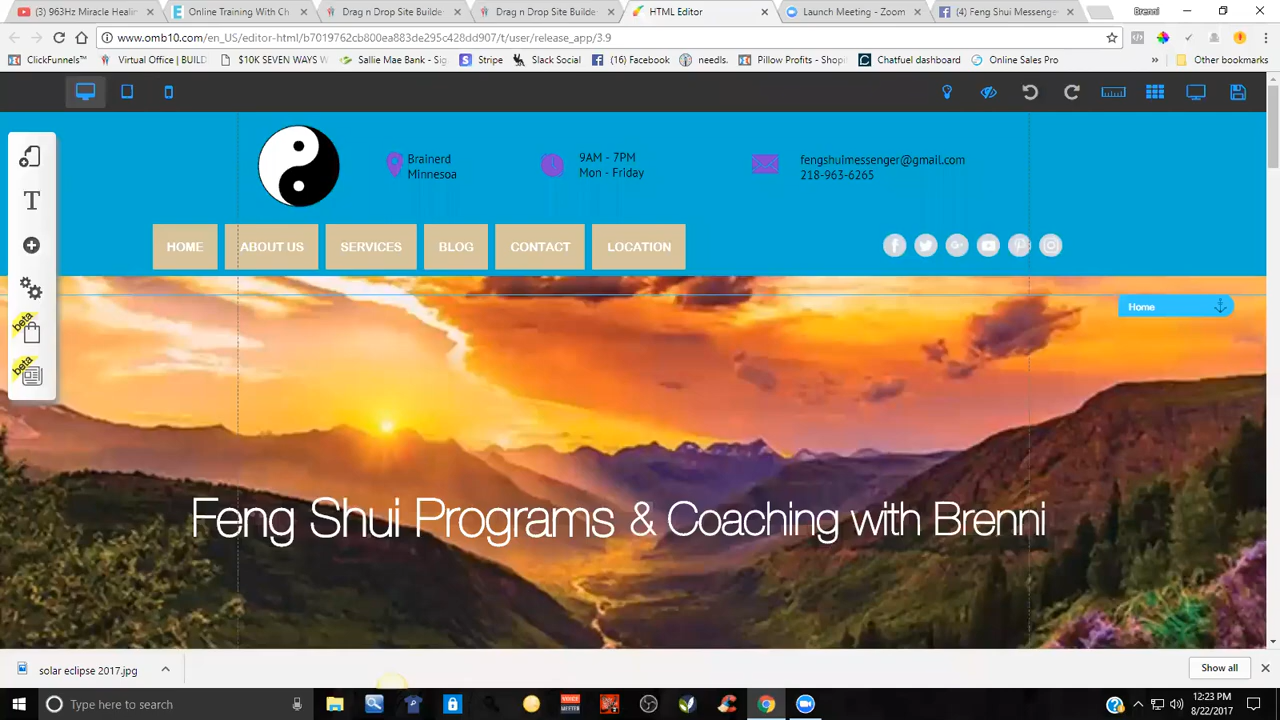 (3) 963Hz Miracle Healin
Online Training With Ch
Drag n Drop Site Builde
Drag n Drop Site Builde
HTML Editor
Launch Meeting - Zoom
(4) Feng Shui Messenge
Brenni
www.omb10.com/en_US/editor-html/b7019762cb800ea883de295c428dd907/t/user/release_app/3.9
ClickFunnels™
Virtual Office | BUILD
$10K SEVEN WAYS W
Sallie Mae Bank - Sig
Stripe
Slack Social
(16) Facebook
needls.
Pillow Profits - Shopi
Chatfuel dashboard
Online Sales Pro
»
Other bookmarks
Brainerd
Minnesoa
9AM - 7PM
Mon - Friday
fengshuimessenger@gmail.com
218-963-6265
HOME
ABOUT US
SERVICES
BLOG
CONTACT
LOCATION
T
beta
beta
Home
Feng Shui Programs & Coaching with Brenni
solar eclipse 2017.jpg
Show all
Type here to search
12:23 PM
8/22/2017